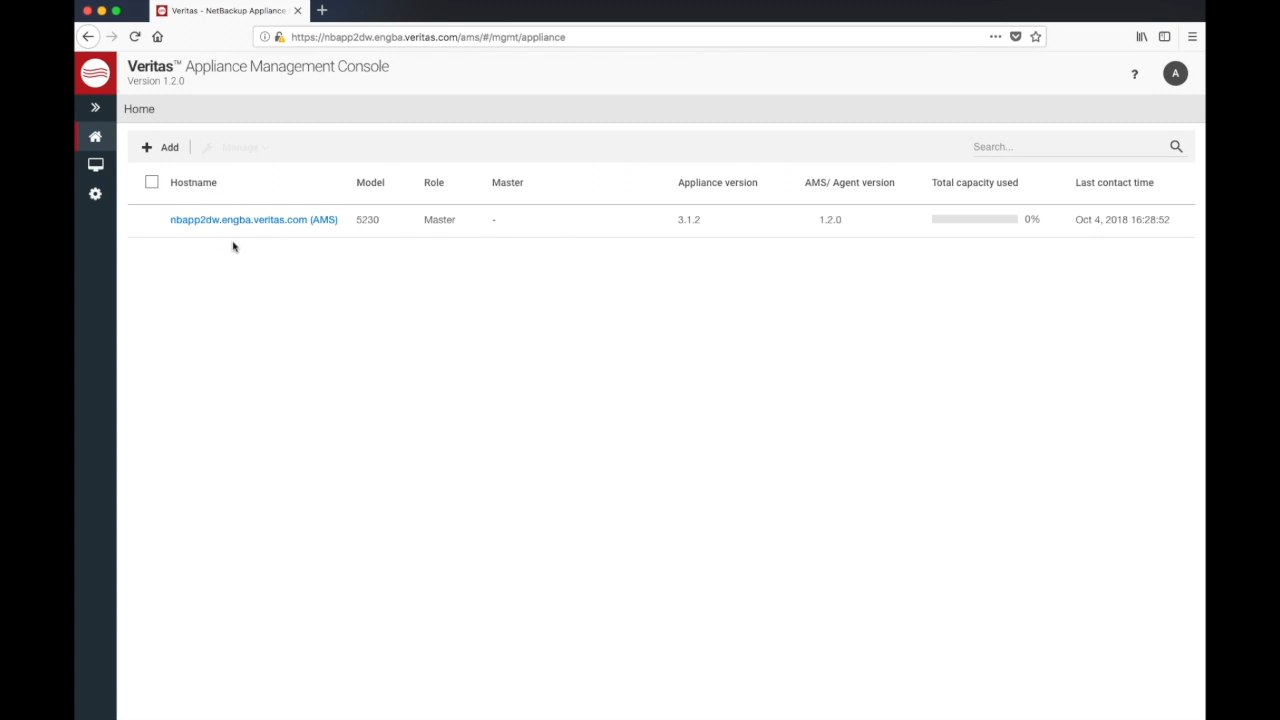 Veritas - NetBackup Appliance
https://nbapp2dw.engba.veritas.com/ams/#/mgmt/appliance
Veritas™ Appliance Management Console
Version 1.2.0
? A
Home
Add Manage Search...
Hostname Model Role Master Appliance version AMS/ Agent version Total capacity used Last contact time
nbapp2dw.engba.veritas.com (AMS) 5230 Master - 3.1.2 1.2.0 0% Oct 4, 2018 16:28:52